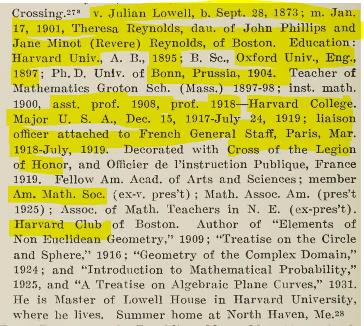 Crossing.²⁷ᵃ v. Julian Lowell, b. Sept. 28, 1873; m. Jan.
17, 1901, Theresa Reynolds, dau. of John Phillips and
Jane Minot (Revere) Reynolds, of Boston. Education:
Harvard Univ., A. B., 1895; B. Sc., Oxford Univ., Eng.,
1897; Ph. D. Univ. of Bonn, Prussia, 1904. Teacher of
Mathematics Groton Sch. (Mass.) 1897-98; inst. math.
1900, asst. prof. 1908, prof. 1918—Harvard College.
Major U. S. A., Dec. 15, 1917-July 24, 1919; liaison
officer attached to French General Staff, Paris, Mar.
1918-July, 1919. Decorated with Cross of the Legion
of Honor, and Officier de l'instruction Publique, France
1919. Fellow Am. Acad. of Arts and Sciences; member
Am. Math. Soc. (ex-v. pres't) ; Math. Assoc. Am. (pres't
1925) ; Assoc. of Math. Teachers in N. E. (ex-pres't).
Harvard Club of Boston. Author of "Elements of
Non Euclidean Geometry," 1909; "Treatise on the Circle
and Sphere," 1916; "Geometry of the Complex Domain,"
1924; and "Introduction to Mathematical Probability,"
1925, and "A Treatise on Algebraic Plane Curves," 1931.
He is Master of Lowell House in Harvard University,
where he lives. Summer home at North Haven, Me.²⁸